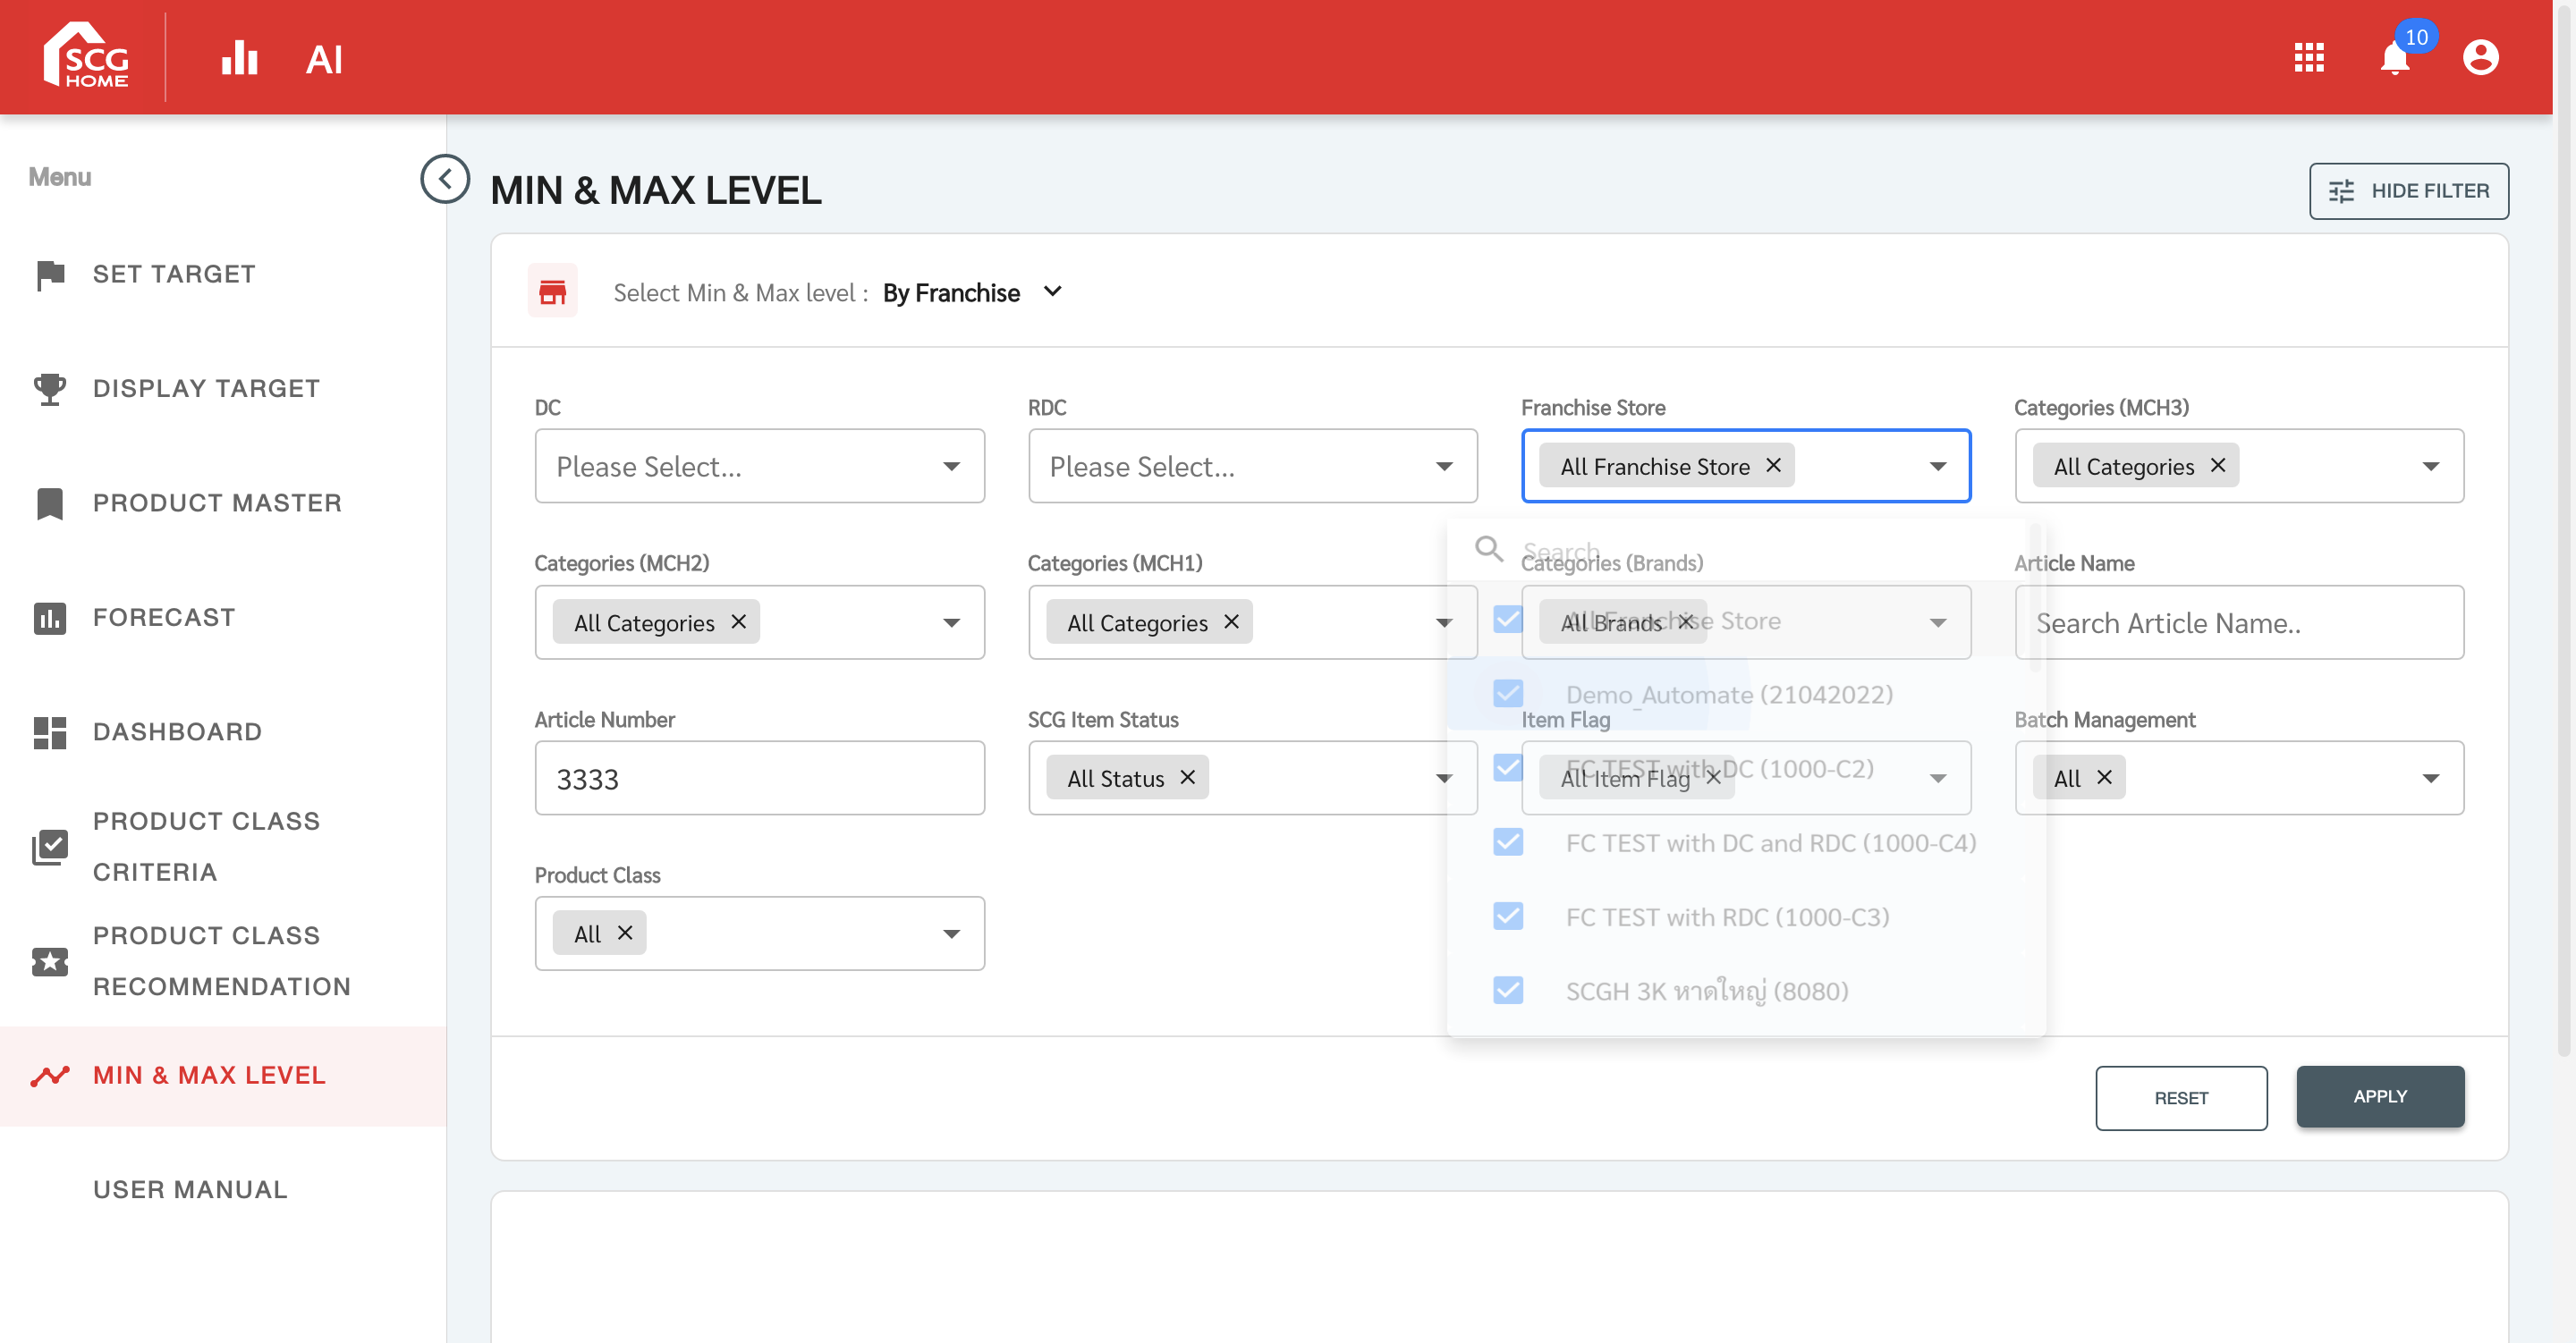 SCG
HOME
AI
10
Menu
MIN & MAX LEVEL
HIDE FILTER
SET TARGET
DISPLAY TARGET
PRODUCT MASTER
FORECAST
DASHBOARD
PRODUCT CLASS
CRITERIA
PRODUCT CLASS
RECOMMENDATION
MIN & MAX LEVEL
USER MANUAL
Select Min & Max level : By Franchise
DC
RDC
Franchise Store
Categories (MCH3)
Please Select...
Please Select...
All Franchise Store
All Categories
Categories (MCH2)
Categories (MCH1)
Categories (Brands)
Article Name
All Categories
All Categories
All Brands
Search Article Name..
Article Number
SCG Item Status
Item Flag
Batch Management
3333
All Status
All Item Flag
All
Product Class
All
Search
All Franchise Store
Demo_Automate (21042022)
FC TEST with DC (1000-C2)
FC TEST with DC and RDC (1000-C4)
FC TEST with RDC (1000-C3)
SCGH 3K หาดใหญ่ (8080)
RESET
APPLY